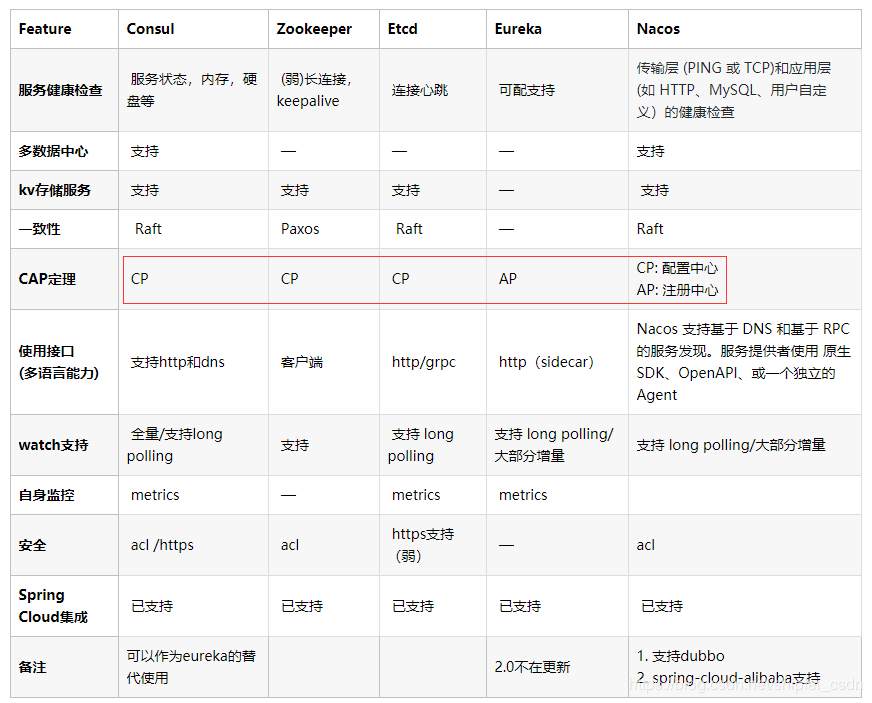 Feature Consul Zookeeper Etcd Eureka Nacos
服务健康检查 服务状态，内存，硬盘等 (弱)长连接，keepalive 连接心跳 可配支持 传输层 (PING 或 TCP)和应用层 (如 HTTP、MySQL、用户自定义）的健康检查
多数据中心 支持 — — — 支持
kv存储服务 支持 支持 支持 — 支持
一致性 Raft Paxos Raft — Raft
CAP定理 CP CP CP AP CP: 配置中心
AP: 注册中心
使用接口
(多语言能力) 支持http和dns 客户端 http/grpc http（sidecar） Nacos 支持基于 DNS 和基于 RPC 的服务发现。服务提供者使用 原生SDK、OpenAPI、或一个独立的Agent
watch支持 全量/支持long polling 支持 支持 long polling 支持 long polling/大部分增量 支持 long polling/大部分增量
自身监控 metrics — metrics metrics
安全 acl /https acl https支持（弱） — acl
Spring Cloud集成 已支持 已支持 已支持 已支持 已支持
备注 可以作为eureka的替代使用 2.0不在更新 1. 支持dubbo
2. spring-cloud-alibaba支持